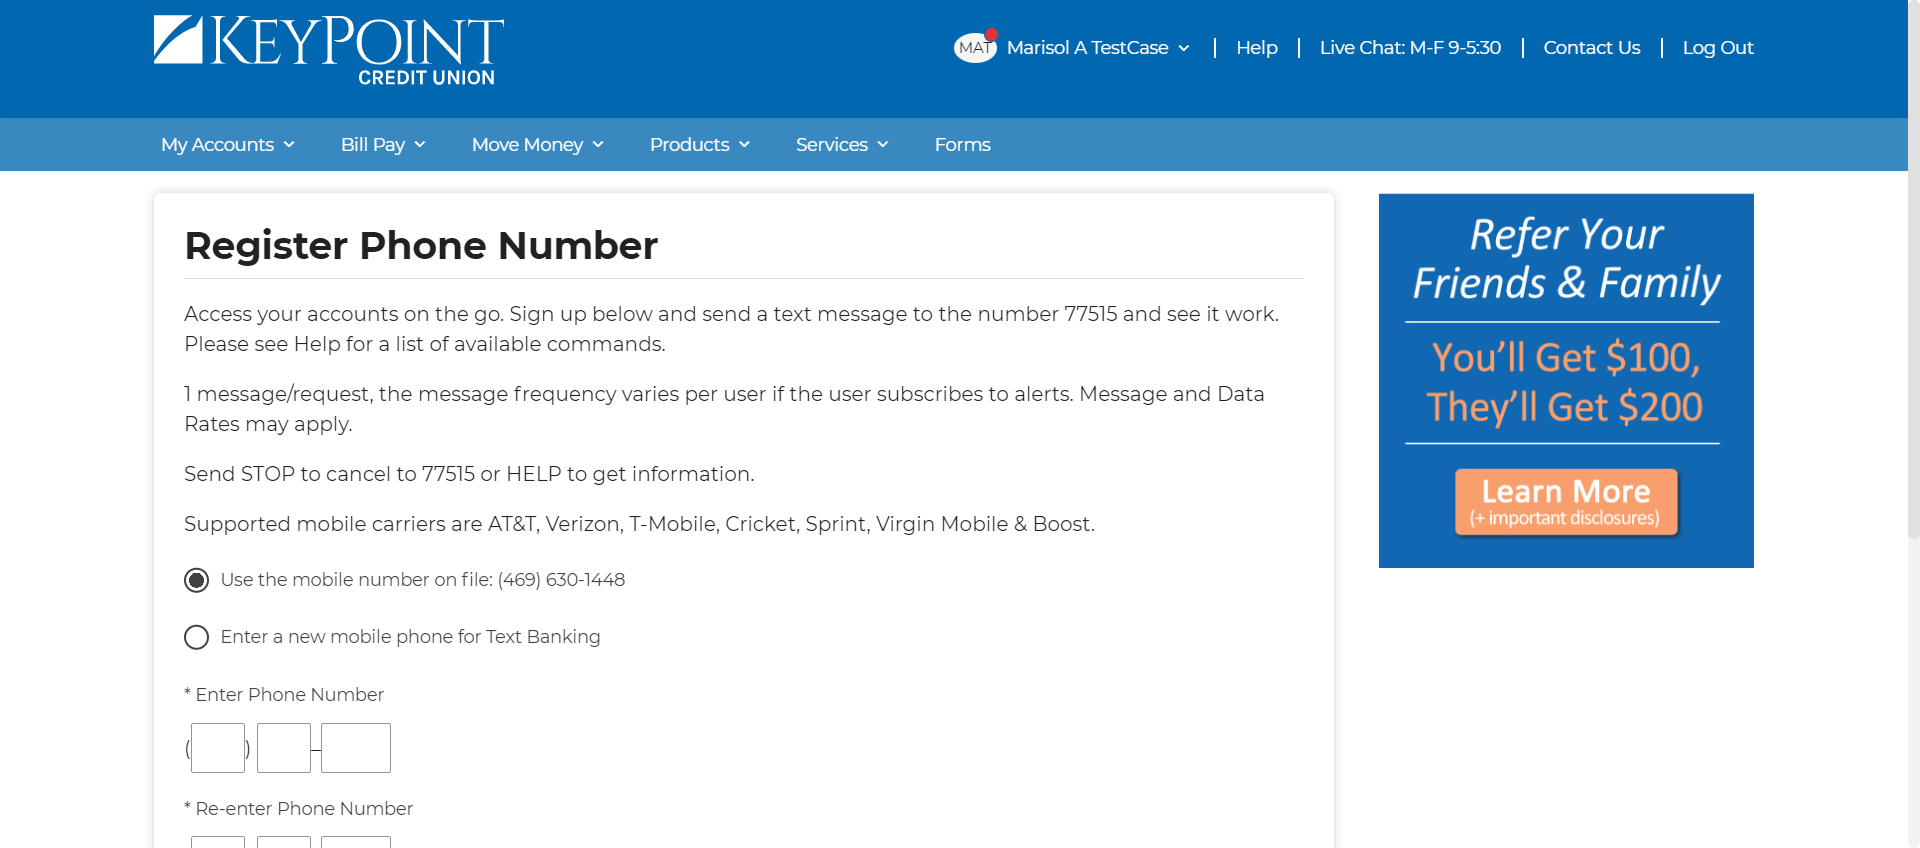 KEYPOINT
CREDIT UNION
MAT Marisol A TestCase
Help
Live Chat: M-F 9-5:30
Contact Us
Log Out
My Accounts
Bill Pay
Move Money
Products
Services
Forms
Register Phone Number
Access your accounts on the go. Sign up below and send a text message to the number 77515 and see it work.
Please see Help for a list of available commands.
1 message/request, the message frequency varies per user if the user subscribes to alerts. Message and Data
Rates may apply.
Send STOP to cancel to 77515 or HELP to get information.
Supported mobile carriers are AT&T, Verizon, T-Mobile, Cricket, Sprint, Virgin Mobile & Boost.
Use the mobile number on file: (469) 630-1448
Enter a new mobile phone for Text Banking
* Enter Phone Number
( ) –
* Re-enter Phone Number
Refer Your
Friends & Family
You'll Get $100,
They'll Get $200
Learn More
(+ important disclosures)